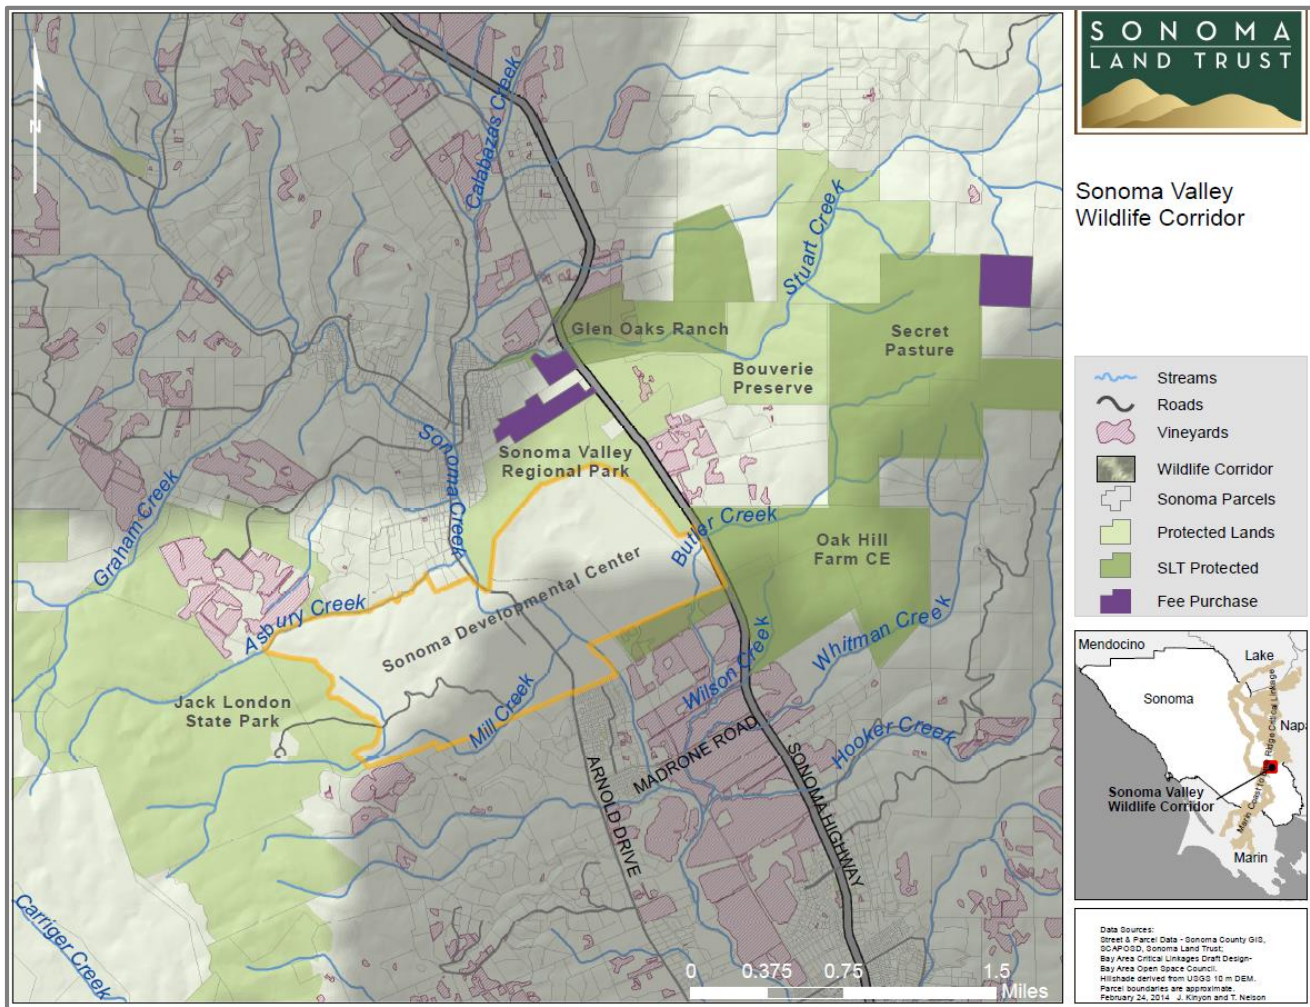 SONOMA
LAND TRUST
Sonoma Valley
Wildlife Corridor
N
Calabazas Creek
Stuart Creek
Glen Oaks Ranch
Secret
Pasture
Bouverie
Preserve
Sonoma Creek
Sonoma Valley
Regional Park
Graham Creek
Butler Creek
Oak Hill
Farm CE
Asbury Creek
Sonoma Developmental Center
Whitman Creek
Wilson Creek
Jack London
State Park
Mill Creek
MADRONE ROAD
Hooker Creek
ARNOLD DRIVE
SONOMA HIGHWAY
Carriger Creek
0 0.375 0.75 1.5
Miles
Streams
Roads
Vineyards
Wildlife Corridor
Sonoma Parcels
Protected Lands
SLT Protected
Fee Purchase
Mendocino
Lake
Sonoma
Ridge Critical Linkage
Napa
Sonoma Valley
Wildlife Corridor
Marin Coast to
Marin
Data Sources:
Street & Parcel Data - Sonoma County GIS,
SCAPOSD, Sonoma Land Trust;
Bay Area Critical Linkages Draft Design-
Bay Area Open Space Council.
Hillshade derived from USGS 10 m DEM.
Parcel boundaries are approximate.
February 24, 2014 J. Kinyon and T. Nelson